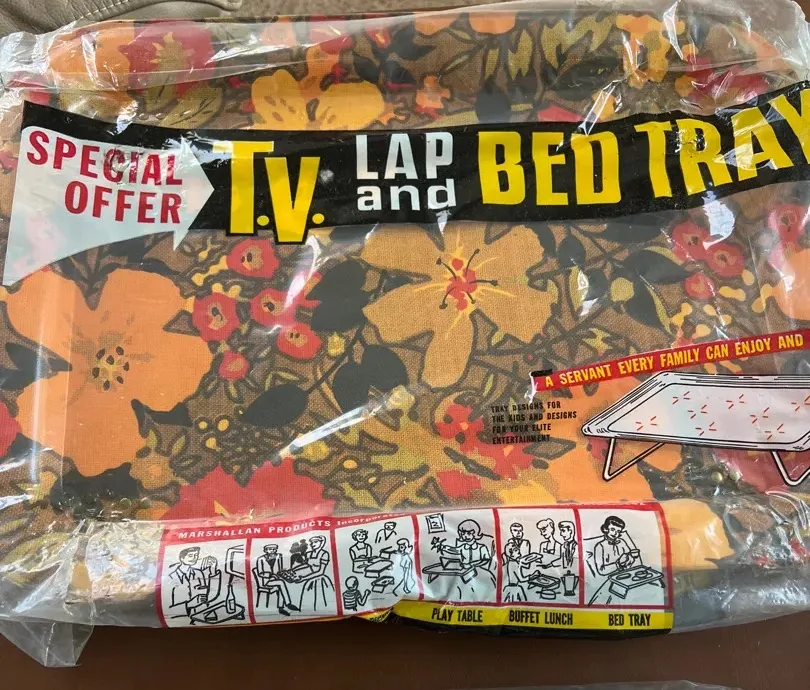 SPECIAL
OFFER
T.V.
LAP
and
BED TRAY
A SERVANT EVERY FAMILY CAN ENJOY AND
TRAY DESIGNS FOR
THE KIDS AND DESIGNS
FOR YOUR ELITE
ENTERTAINMENT
MARSHALLAN PRODUCTS Incorporated
PLAY TABLE
BUFFET LUNCH
BED TRAY